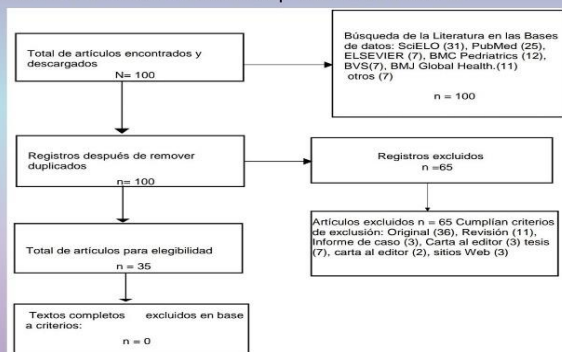 Total de artículos encontrados y
descargados
N= 100
Búsqueda de la Literatura en las Bases
de datos: SciELO (31), PubMed (25),
ELSEVIER (7), BMC Pedriatrics (12),
BVS(7), BMJ Global Health.(11)
otros (7)
n = 100
Registros después de remover
duplicados
n= 100
Registros excluidos
n =65
Artículos excluidos n = 65 Cumplían criterios
de exclusión: Original (36), Revisión (11),
Informe de caso (3), Carta al editor (3) tesis
(7), carta al editor (2), sitios Web (3)
Total de artículos para elegibilidad
n = 35
Textos completos excluidos en base
a criterios:
n = 0